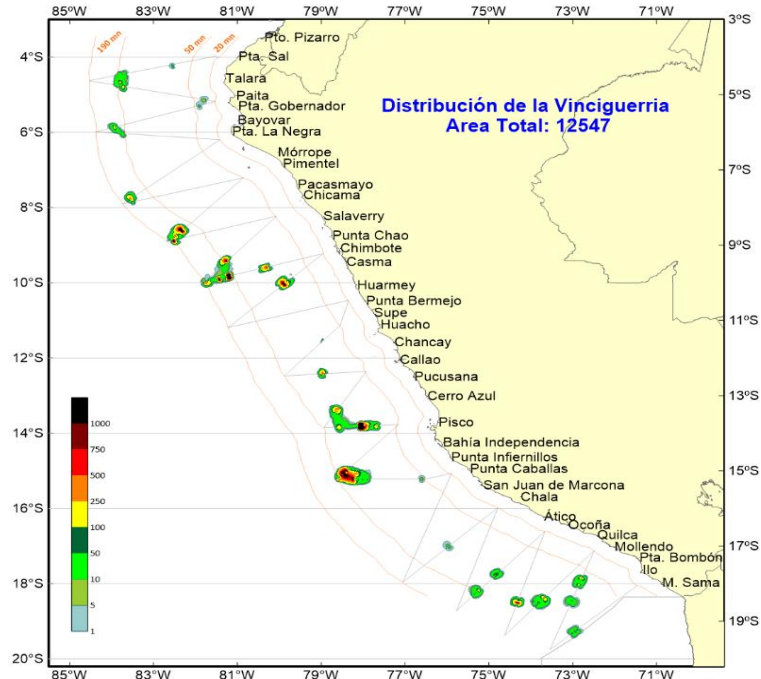 85°W 83°W 81°W 79°W 77°W 75°W 73°W 71°W
3°S
4°S
5°S
6°S
7°S
8°S
9°S
10°S
11°S
12°S
13°S
14°S
15°S
16°S
17°S
18°S
19°S
20°S
190 mn
50 mn
20 mn
Distribución de la Vinciguerria
Area Total: 12547
Pto. Pizarro
Pta. Sal
Talara
Paita
Pta. Gobernador
Bayovar
Pta. La Negra
Mórrope
Pimentel
Pacasmayo
Chicama
Salaverry
Punta Chao
Chimbote
Casma
Huarmey
Punta Bermejo
Supe
Huacho
Chancay
Callao
Pucusana
Cerro Azul
Pisco
Bahía Independencia
Punta Infiernillos
Punta Caballas
San Juan de Marcona
Chala
Ático
Ocoña
Quilca
Mollendo
Pta. Bombón
Ilo
M. Sama
1000
750
500
250
100
50
10
5
1
85°W 83°W 81°W 79°W 77°W 75°W 73°W 71°W